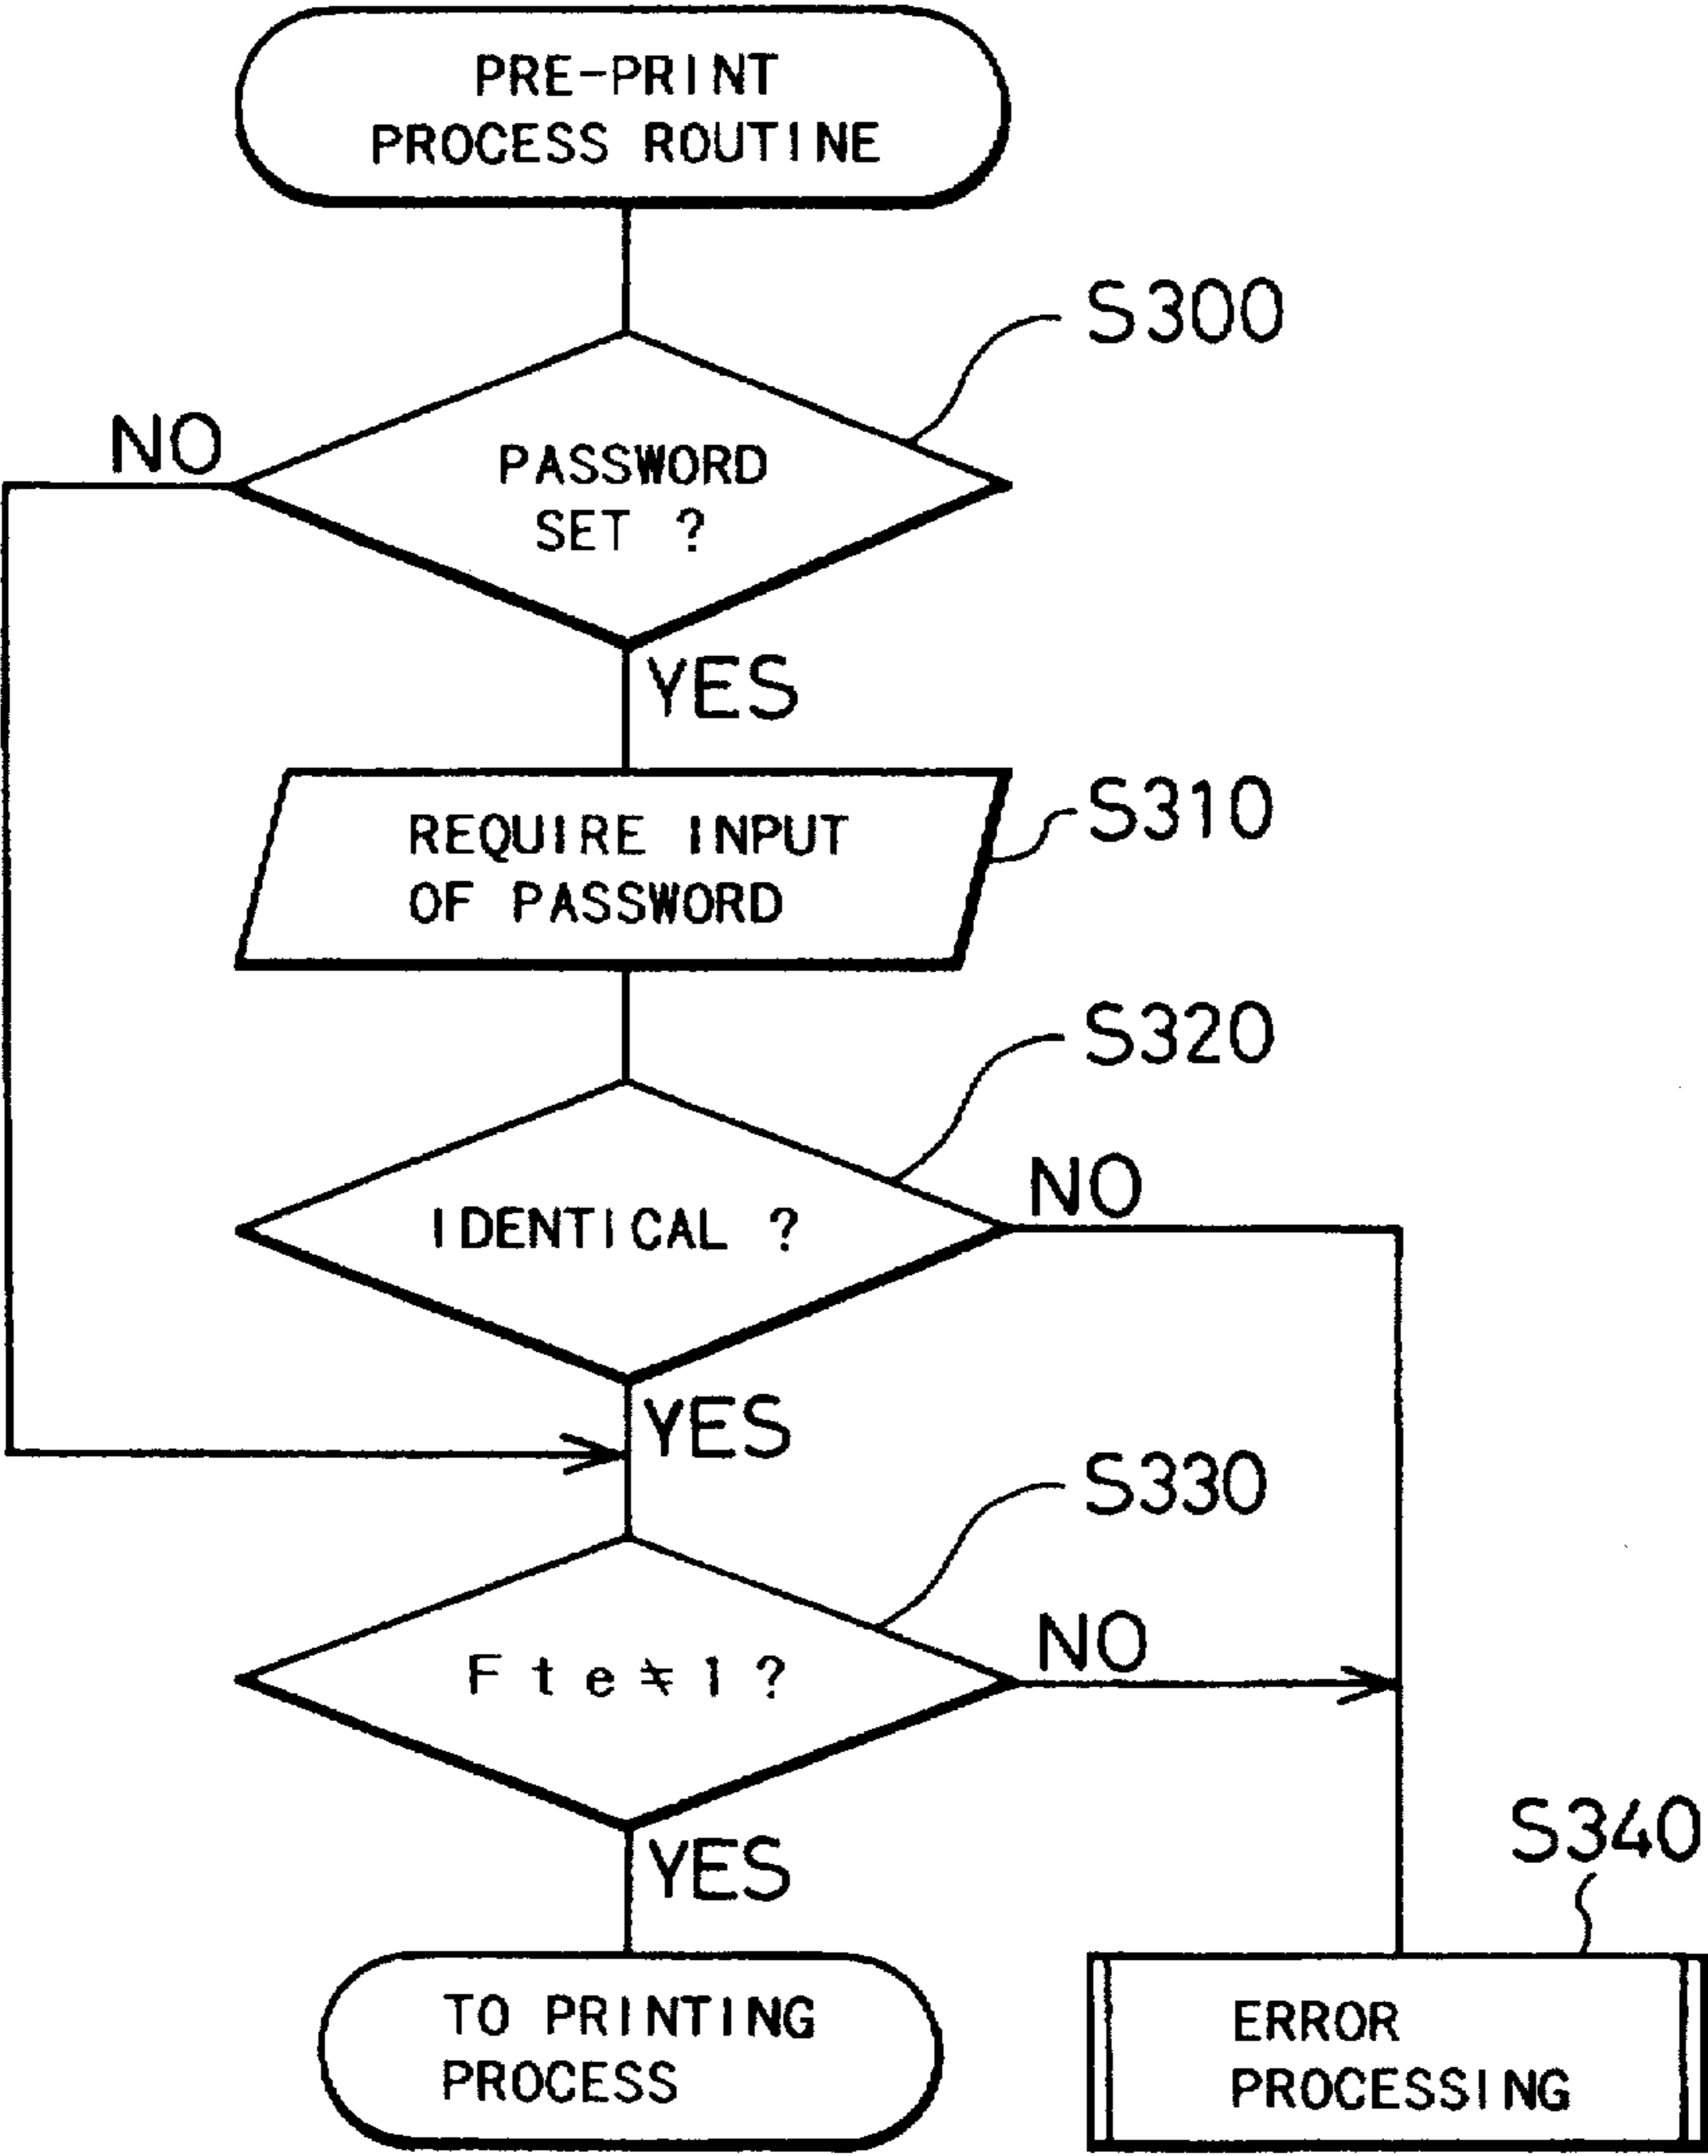 PRE-PRINT
PROCESS ROUTINE
S300
NO
PASSWORD
SET ?
YES
S310
REQUIRE INPUT
OF PASSWORD
S320
NO
IDENTICAL ?
YES
S330
NO
Fte≠1?
YES
S340
TO PRINTING
PROCESS
ERROR
PROCESSING